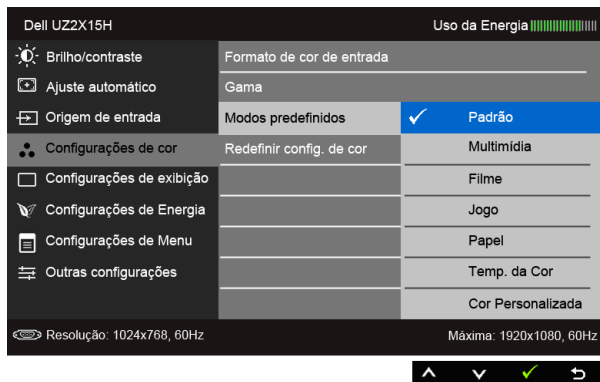 Dell UZ2X15H Uso da Energia
Brilho/contraste Formato de cor de entrada
Ajuste automático Gama
Origem de entrada Modos predefinidos Padrão
Configurações de cor Redefinir config. de cor Multimídia
Configurações de exibição Filme
Configurações de Energia Jogo
Configurações de Menu Papel
Outras configurações Temp. da Cor
Cor Personalizada
Resolução: 1024x768, 60Hz Máxima: 1920x1080, 60Hz